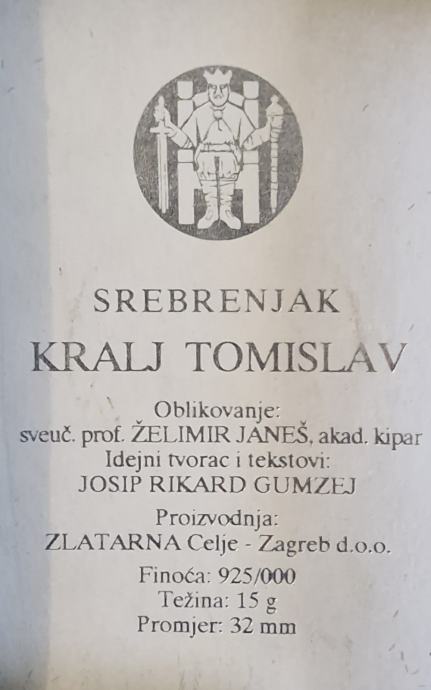 SREBRENJAK
KRALJ TOMISLAV
Oblikovanje:
sveuč. prof. ŽELIMIR JANEŠ, akad. kipar
Idejni tvorac i tekstovi:
JOSIP RIKARD GUMZEJ
Proizvodnja:
ZLATARNA Celje - Zagreb d.o.o.
Finoća: 925/000
Težina: 15 g
Promjer: 32 mm